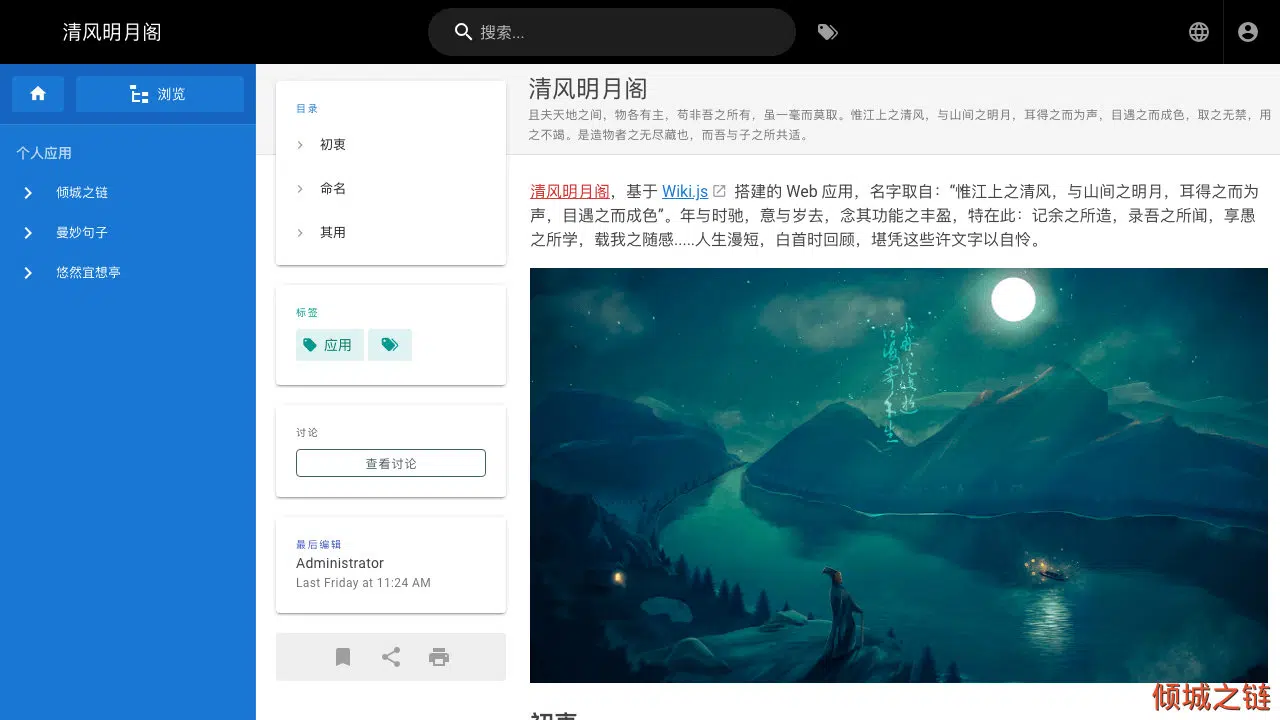 清风明月阁
搜索...
浏览
个人应用
倾城之链
曼妙句子
悠然宜想亭
目录
初衷
命名
其用
标签
应用
讨论
查看讨论
最后编辑
Administrator
Last Friday at 11:24 AM
清风明月阁
且夫天地之间，物各有主，苟非吾之所有，虽一毫而莫取。惟江上之清风，与山间之明月，耳得之而为声，目遇之而成色，取之无禁，用
之不竭。是造物者之无尽藏也，而吾与子之所共适。
清风明月阁，基于 Wiki.js 搭建的 Web 应用，名字取自：“惟江上之清风，与山间之明月，耳得之而为
声，目遇之而成色”。年与时驰，意与岁去，念其功能之丰盈，特在此：记余之所造，录吾之所闻，享愚
之所学，载我之随感.....人生漫短，白首时回顾，堪凭这些许文字以自怜。
小舟从此逝
江海寄余生
初衷
倾城之链